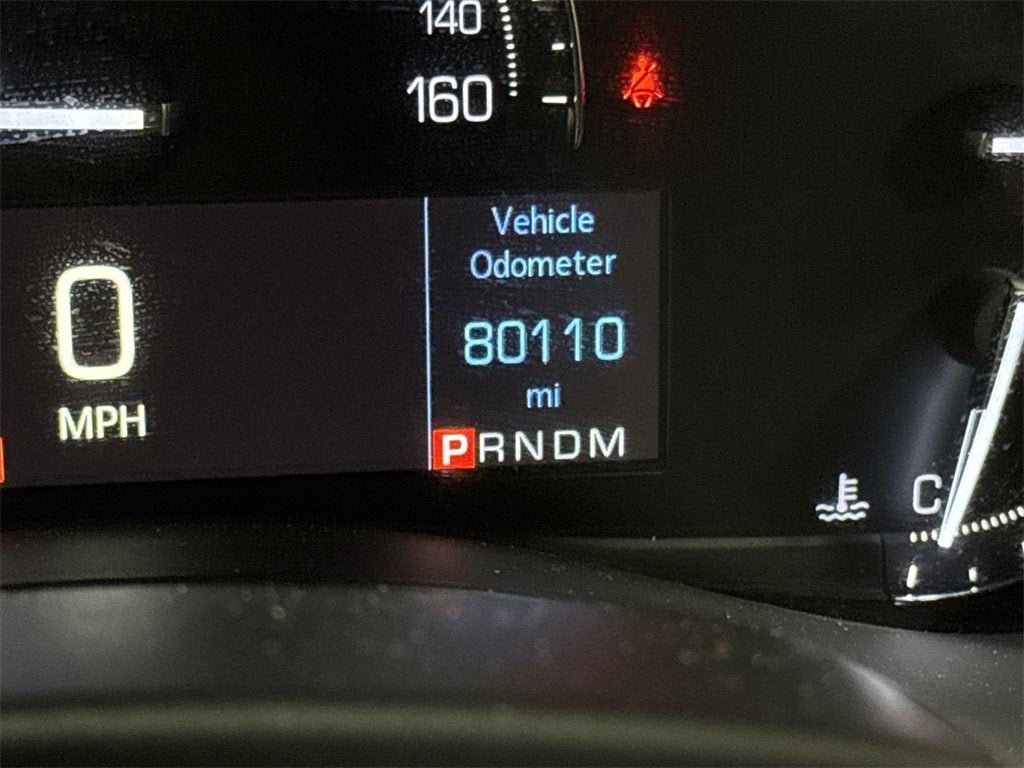 140
160
Vehicle
Odometer
0
80110
MPH
mi
PRNDM
C